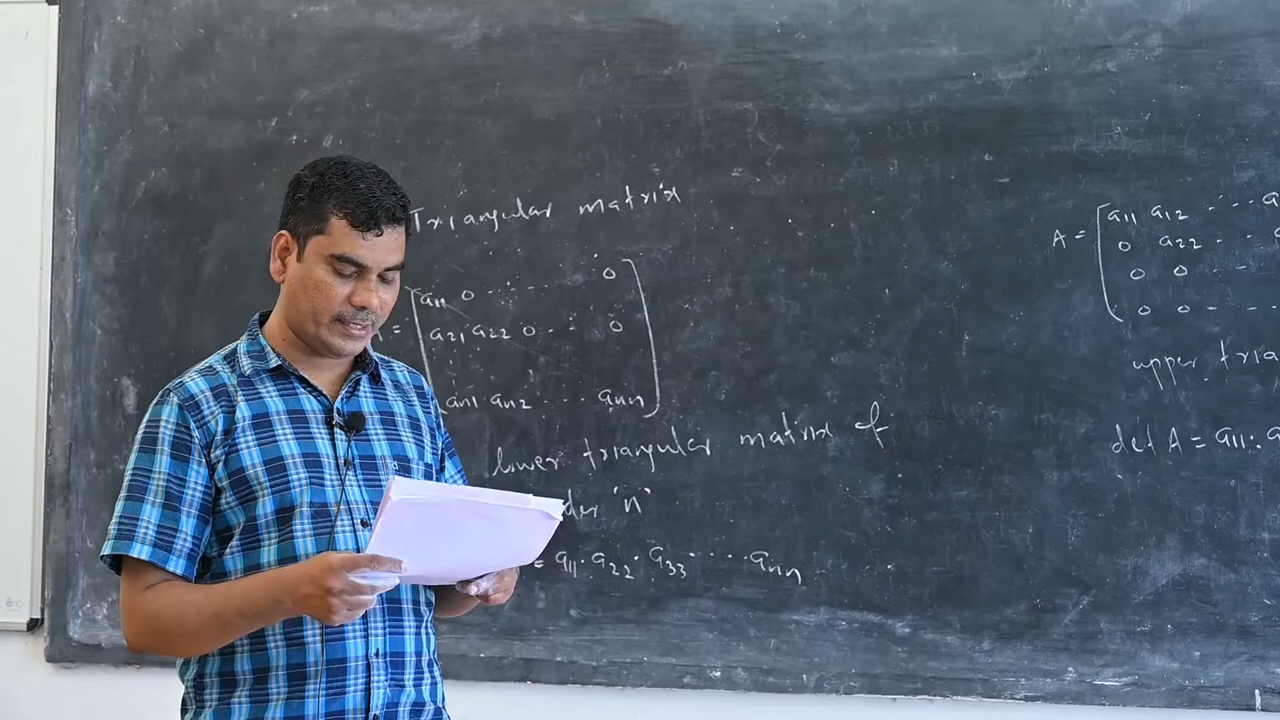 Triangular matrix
= [ a11 0 . . . . . 0 ]
a21 a22 0 . . . 0
. . .
an1 an2 . . . ann
lower triangular matrix of
'n'
= a11 . a22 . a33 . . . . . ann
A = [ a11 a12 . . . . a
0 a22 - - a
0 0 - -
0 0 - - -
upper tria
det A = a11 . a